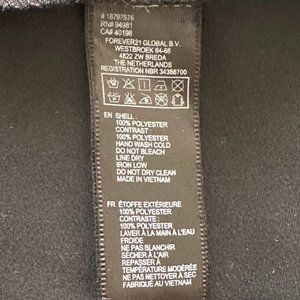 # 18797576
RN# 94981
CA# 40198
FOREVER21 GLOBAL B.V.
WESTBROEK 64-66
4822 ZW BREDA
THE NETHERLANDS
REGISTRATION NBR 34388700
EN SHELL :
100% POLYESTER
CONTRAST :
100% POLYESTER
HAND WASH COLD
DO NOT BLEACH
LINE DRY
IRON LOW
DO NOT DRY CLEAN
MADE IN VIETNAM
FR ÉTOFFE EXTÉRIEURE
100% POLYESTER
CONTRASTE :
100% POLYESTER
LAVER À LA MAIN À L'EAU
FROIDE
NE PAS BLANCHIR
SÉCHER À L'AIR
REPASSER À
TEMPÉRATURE MODÉRÉE
NE PAS NETTOYER À SEC
FABRIQUÉ AU VIETNAM